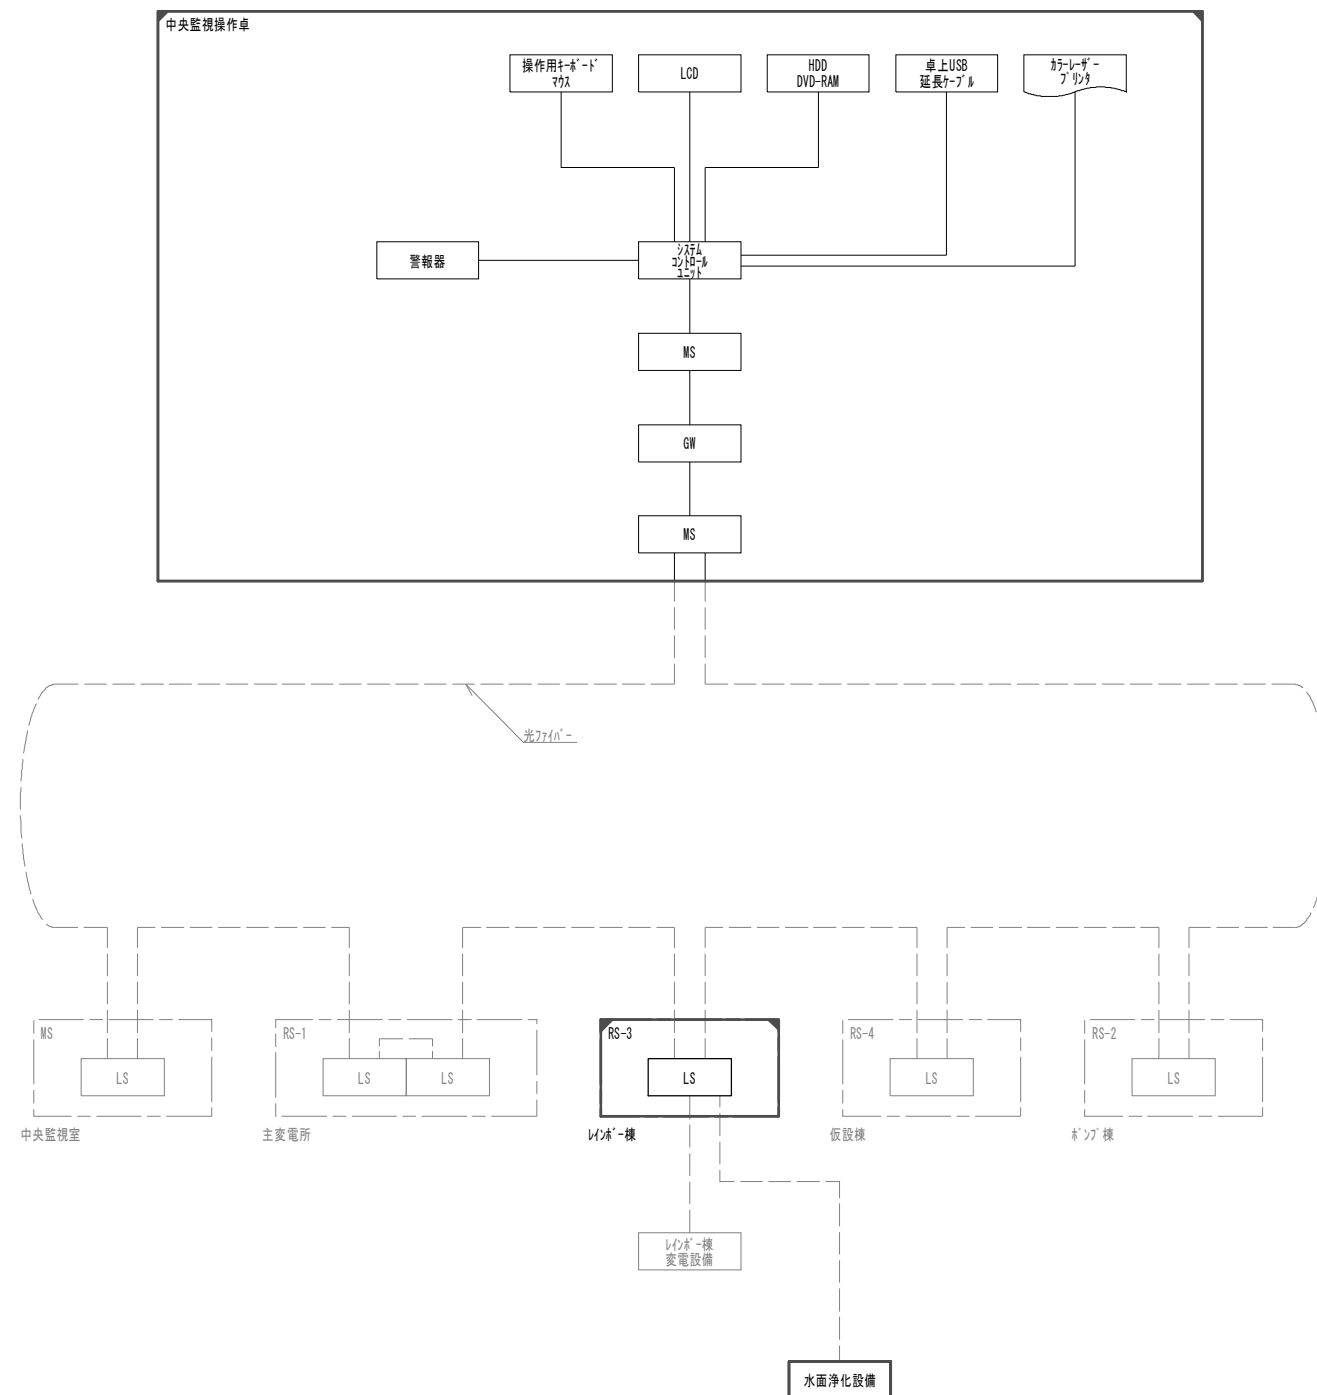 中央監視操作卓
操作用ｷｰﾎﾞｰﾄﾞ
ﾏｳｽ
LCD
HDD
DVD-RAM
卓上USB
延長ｹｰﾌﾞﾙ
ｶﾗｰﾚｰｻﾞｰ
ﾌﾟﾘﾝﾀ
警報器
ｼｽﾃﾑ
ｺﾝﾄﾛｰﾙ
ﾕﾆｯﾄ
MS
GW
MS
光ﾌｧｲﾊﾞｰ
MS
LS
中央監視室
RS-1
LS
LS
主変電所
RS-3
LS
ﾚｲﾝﾎﾞｰ棟
RS-4
LS
仮設棟
RS-2
LS
ﾎﾟﾝﾌﾟ棟
ﾚｲﾝﾎﾞｰ棟
変電設備
水面浄化設備